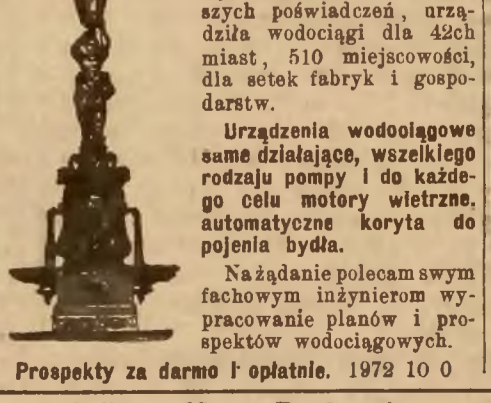 szych poświadczeń, urzą-
dziła wodociągi dla 42ch
miast, 510 miejscowości,
dla setek fabryk i gospo-
darstw.
Urządzenia wodociągowe
same działające, wszelkiego
rodzaju pompy i do każde-
go celu motory wietrzne,
automatyczne koryta do
pojenia bydła.
Na żądanie polecam swym
fachowym inżynierom wy-
pracowanie planów i pro-
spektów wodociągowych.
Prospekty za darmo i opłatnie. 1972 10 0